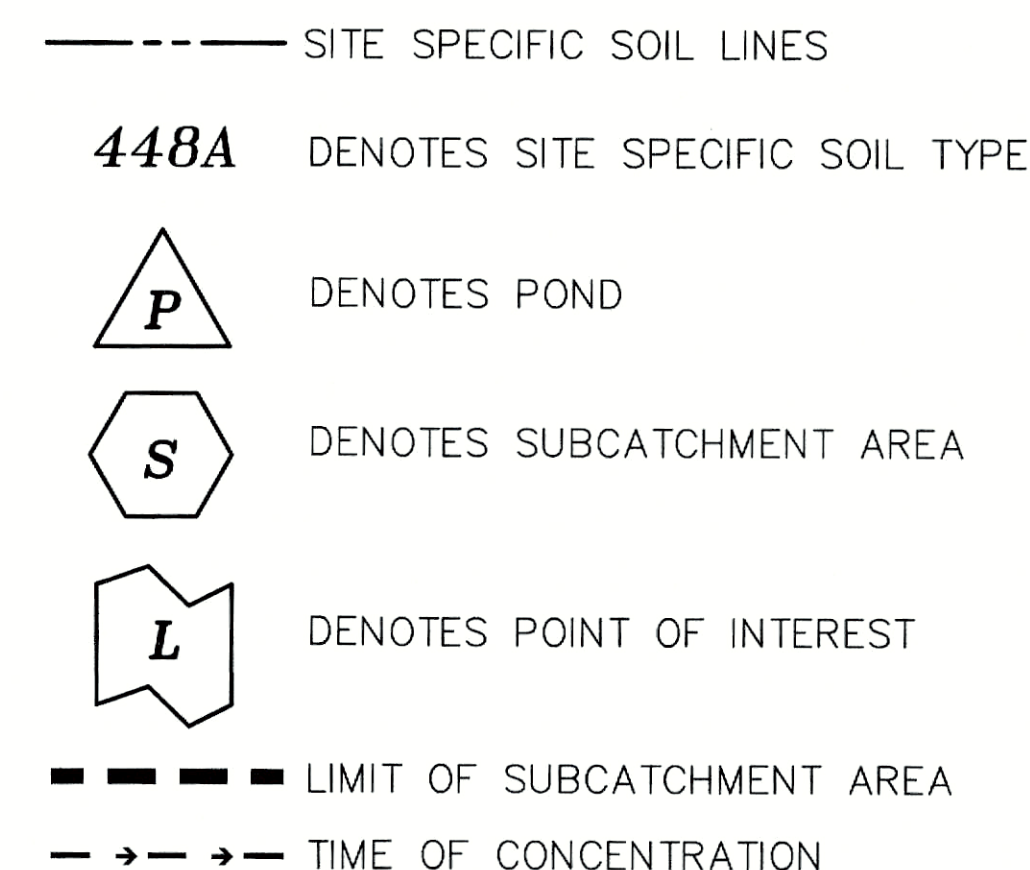 SITE SPECIFIC SOIL LINES
448A DENOTES SITE SPECIFIC SOIL TYPE
P DENOTES POND
S DENOTES SUBCATCHMENT AREA
L DENOTES POINT OF INTEREST
LIMIT OF SUBCATCHMENT AREA
TIME OF CONCENTRATION